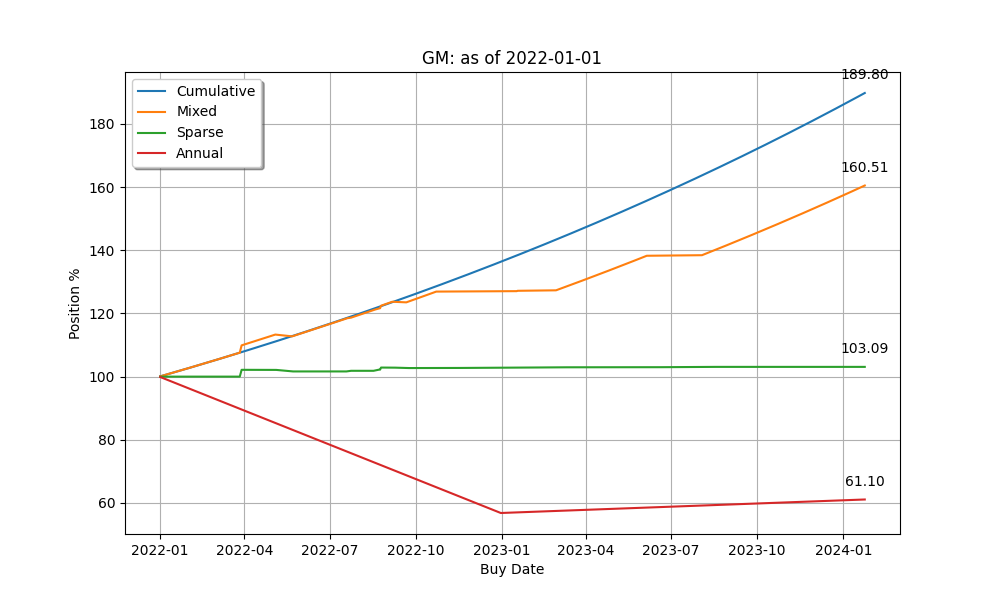 GM: as of 2022-01-01
Cumulative
Mixed
Sparse
Annual
189.80
160.51
103.09
61.10
Position %
180
160
140
120
100
80
60
2022-01 2022-04 2022-07 2022-10 2023-01 2023-04 2023-07 2023-10 2024-01
Buy Date